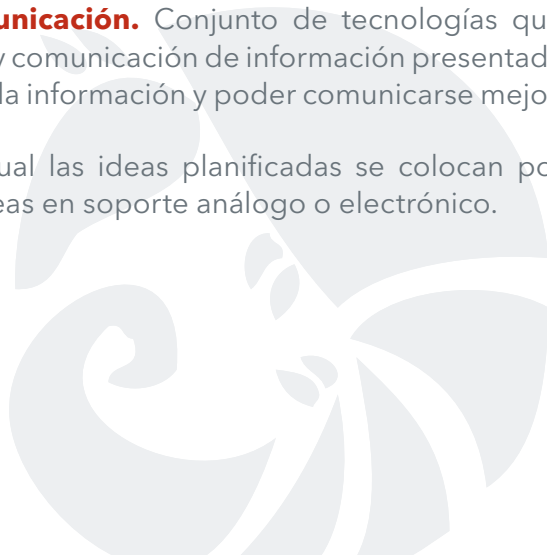 unicación. Conjunto de tecnologías qu
y comunicación de información presentad
la información y poder comunicarse mejo
ual las ideas planificadas se colocan po
eas en soporte análogo o electrónico.